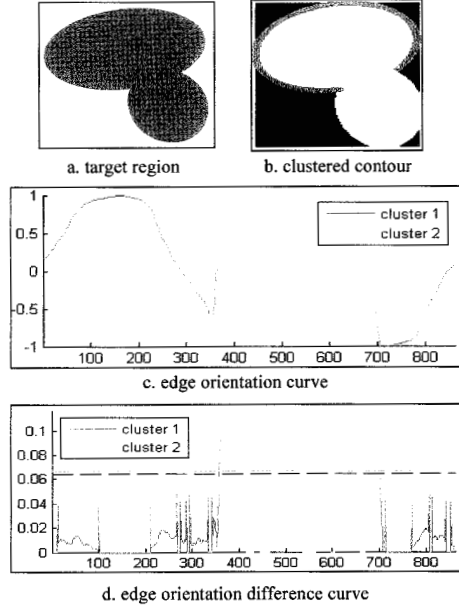 a. target region
b. clustered contour
1
0.5
0
-0.5
-1
cluster 1
cluster 2
100 200 300 400 500 600 700 800
c. edge orientation curve
0.1
0.08
0.06
0.04
0.02
0
cluster 1
cluster 2
100 200 300 400 500 600 700 800
d. edge orientation difference curve